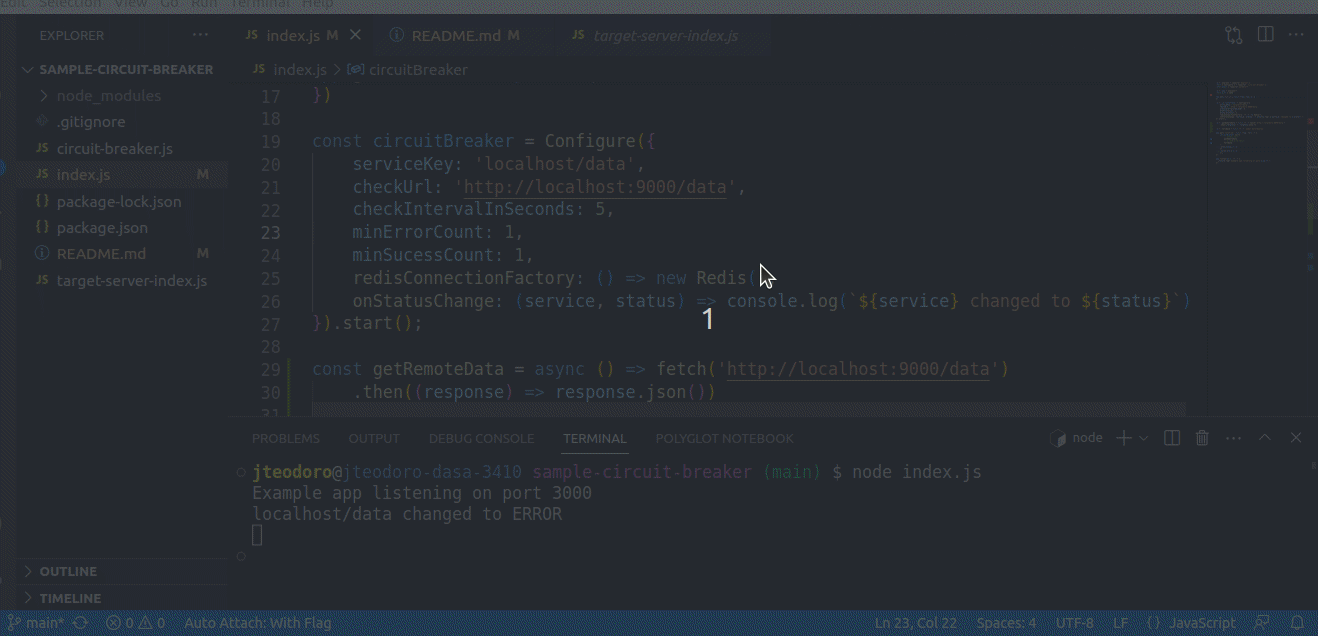 Edit Selection View Go Run Terminal Help
EXPLORER ···
JS index.js M
README.md M
JS target-server-index.js
SAMPLE-CIRCUIT-BREAKER
node_modules
.gitignore
JS circuit-breaker.js
JS index.js M
{} package-lock.json
{} package.json
README.md M
JS target-server-index.js
OUTLINE
TIMELINE
JS index.js > circuitBreaker
17 })
18
19 const circuitBreaker = Configure({
20 serviceKey: 'localhost/data',
21 checkUrl: 'http://localhost:9000/data',
22 checkIntervalInSeconds: 5,
23 minErrorCount: 1,
24 minSucessCount: 1,
25 redisConnectionFactory: () => new Redis(
26 onStatusChange: (service, status) => console.log(`${service} changed to ${status}`)
27 }).start();
28
29 const getRemoteData = async () => fetch('http://localhost:9000/data')
30 .then((response) => response.json())
31
1
PROBLEMS OUTPUT DEBUG CONSOLE TERMINAL POLYGLOT NOTEBOOK
node
jteodoro@jteodoro-dasa-3410 sample-circuit-breaker (main) $ node index.js
Example app listening on port 3000
localhost/data changed to ERROR
main* 0 0 Auto Attach: With Flag Ln 23, Col 22 Spaces: 4 UTF-8 LF {} JavaScript